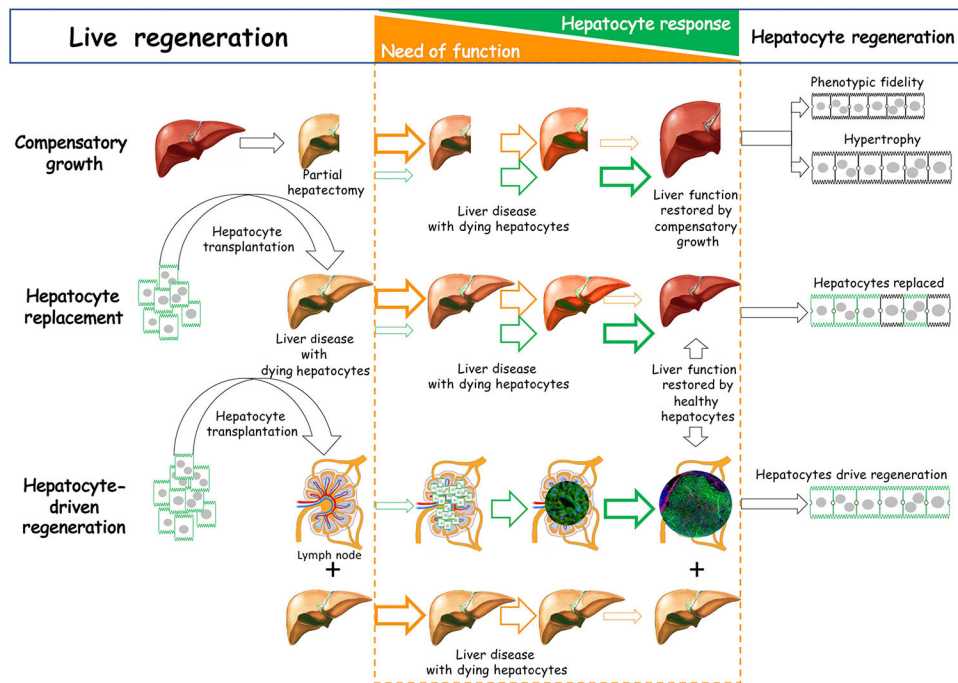 Live regeneration
Hepatocyte response
Need of function
Hepatocyte regeneration
Compensatory
growth
Partial
hepatectomy
Liver disease
with dying hepatocytes
Liver function
restored by
compensatory
growth
Phenotypic fidelity
Hypertrophy
Hepatocyte
replacement
Hepatocyte
transplantation
Liver disease
with
dying hepatocytes
Liver disease
with dying hepatocytes
Liver function
restored by
healthy
hepatocytes
Hepatocytes replaced
Hepatocyte-
driven
regeneration
Hepatocyte
transplantation
Lymph node
+
+
Hepatocytes drive regeneration
Liver disease
with dying hepatocytes